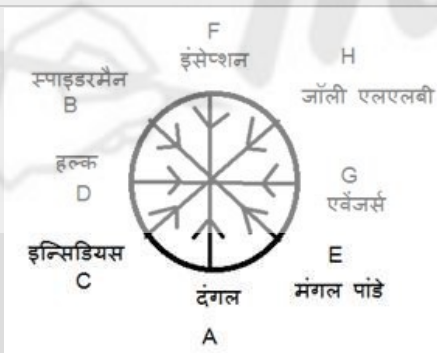 F
इंसेप्शन
H
जॉली एलएलबी
स्पाइडरमैन
B
हल्क
D
G
एवेंजर्स
इन्सिडियस
C
E
मंगल पांडे
दंगल
A